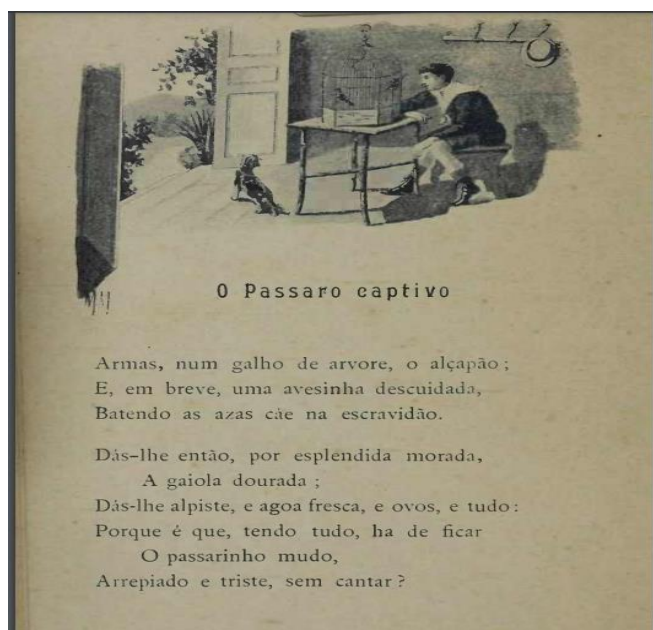 O Passaro captivo
Armas, num galho de arvore, o alçapão ;
E, em breve, uma avesinha descuidada,
Batendo as azas cáe na escravidão.
Dás-lhe então, por esplendida morada,
A gaiola dourada ;
Dás-lhe alpiste, e agoa fresca, e ovos, e tudo :
Porque é que, tendo tudo, ha de ficar
O passarinho mudo,
Arrepiado e triste, sem cantar ?